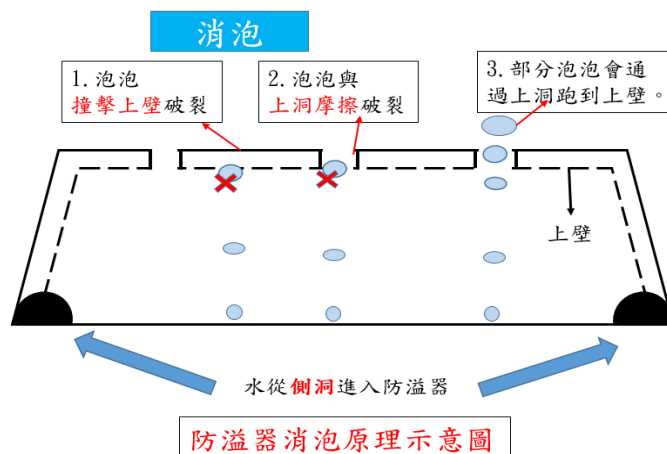 消泡
1. 泡泡
撞擊上壁破裂
2. 泡泡與
上洞摩擦破裂
3. 部分泡泡會通
過上洞跑到上壁。
上壁
水從側洞進入防溢器
防溢器消泡原理示意圖